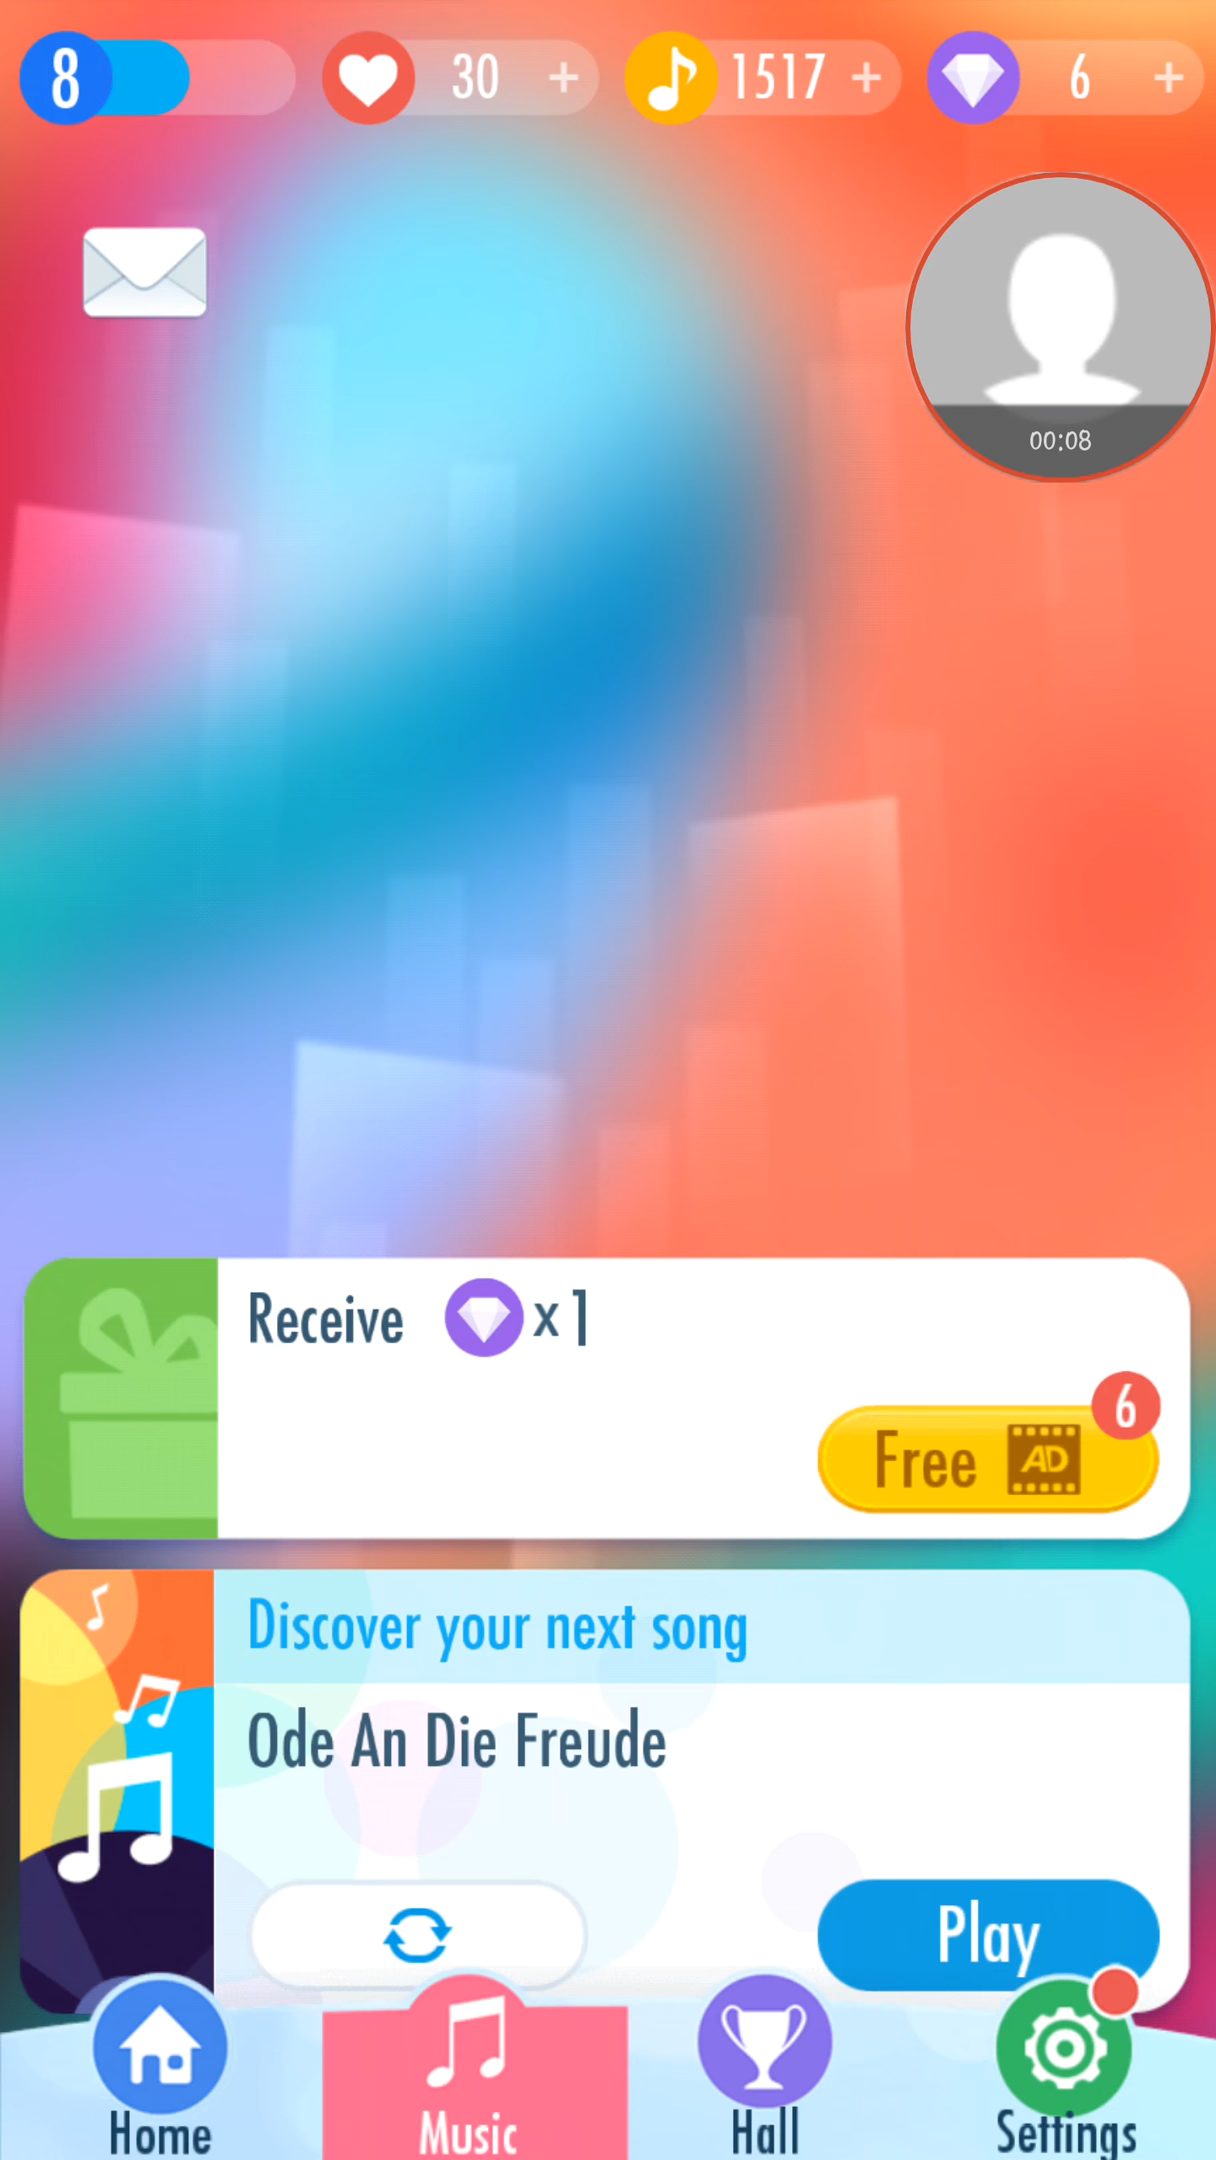 8 30 + 1517 + 6 +
00:08
Receive x 1
6
Free AD
Discover your next song
Ode An Die Freude
Play
Home Music Hall Settings